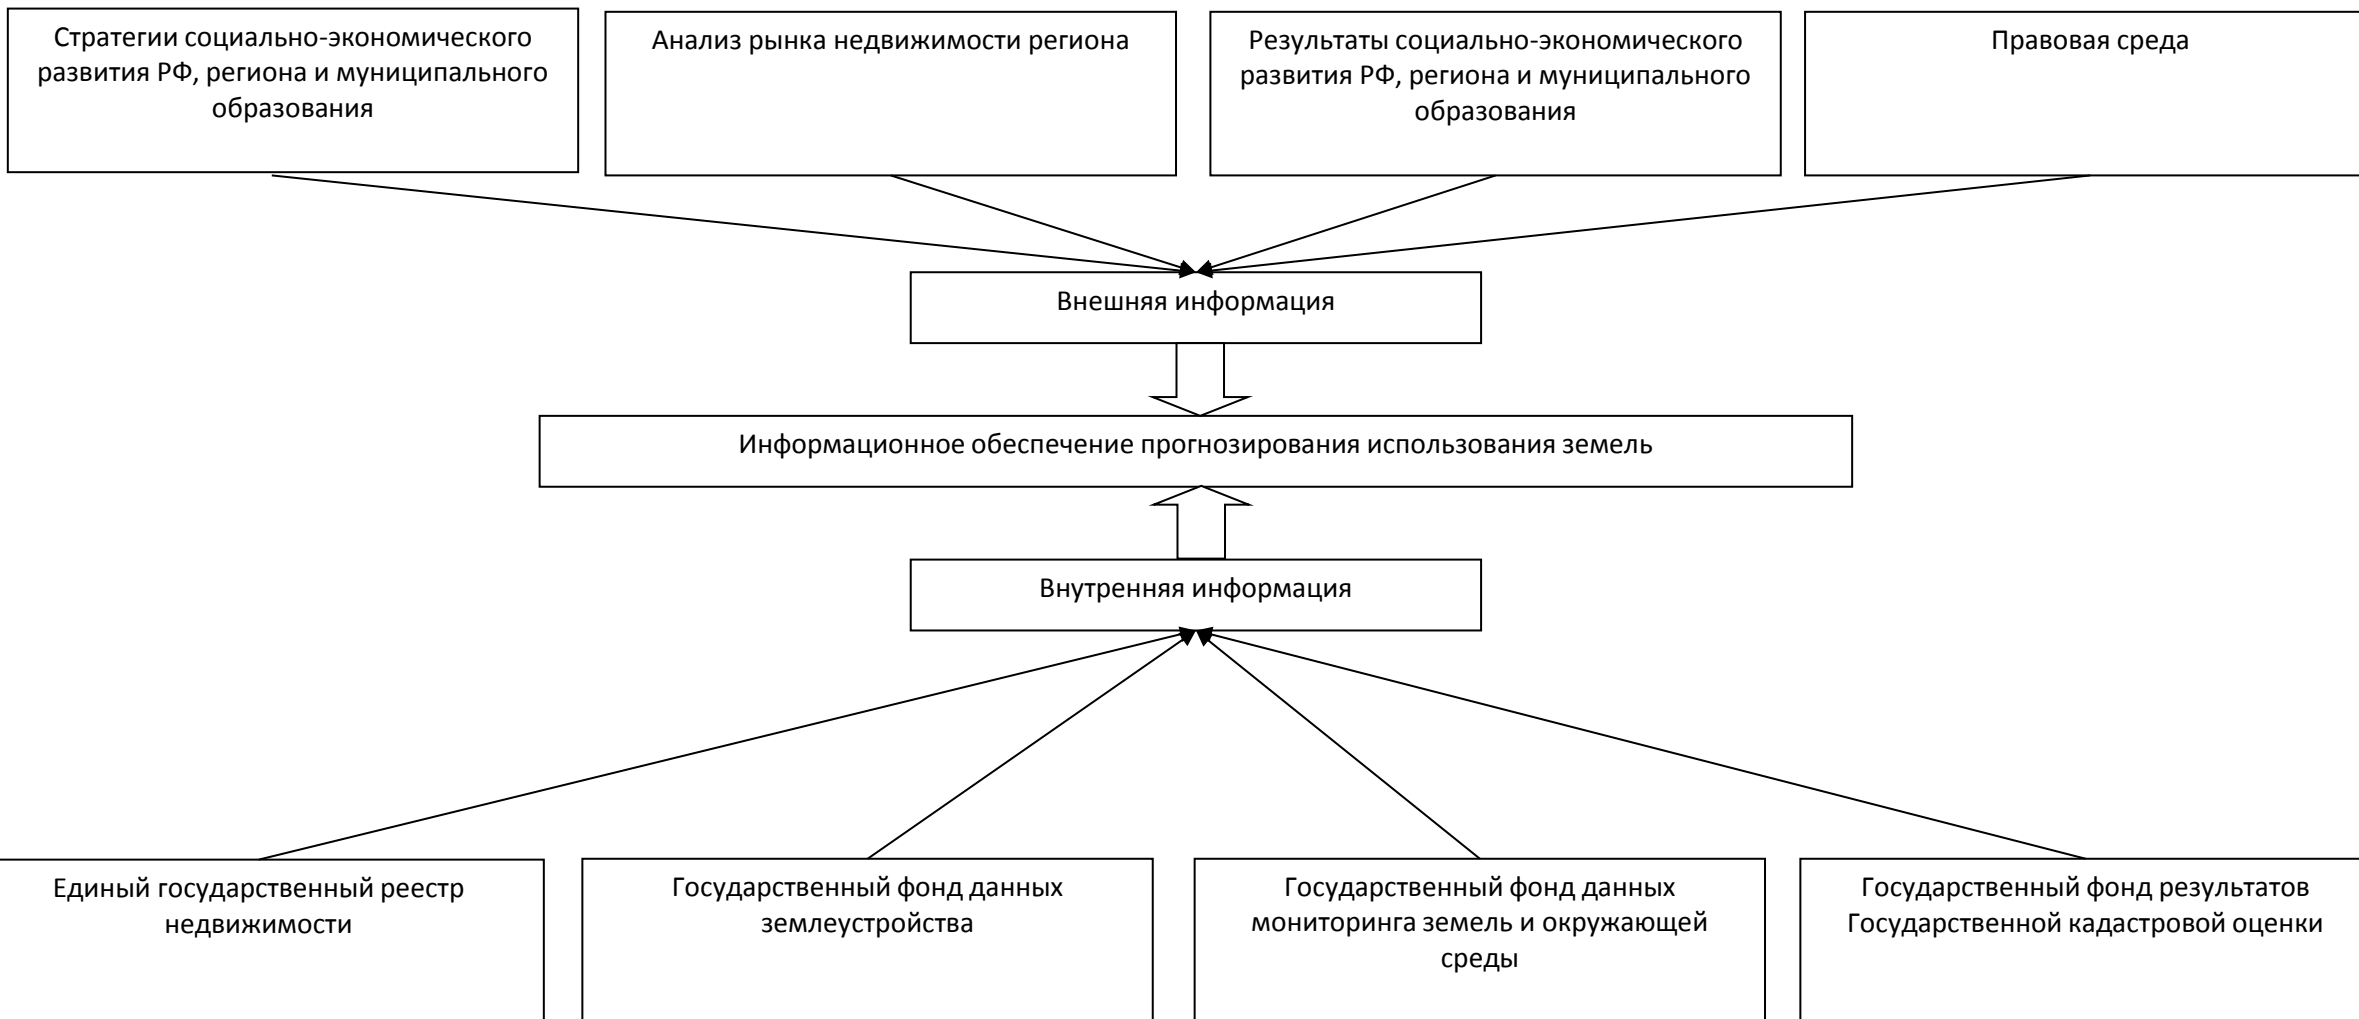 Стратегии социально-экономического
развития РФ, региона и муниципального
образования
Анализ рынка недвижимости региона
Результаты социально-экономического
развития РФ, региона и муниципального
образования
Правовая среда
Внешняя информация
Информационное обеспечение прогнозирования использования земель
Внутренняя информация
Единый государственный реестр
недвижимости
Государственный фонд данных
землеустройства
Государственный фонд данных
мониторинга земель и окружающей
среды
Государственный фонд результатов
Государственной кадастровой оценки